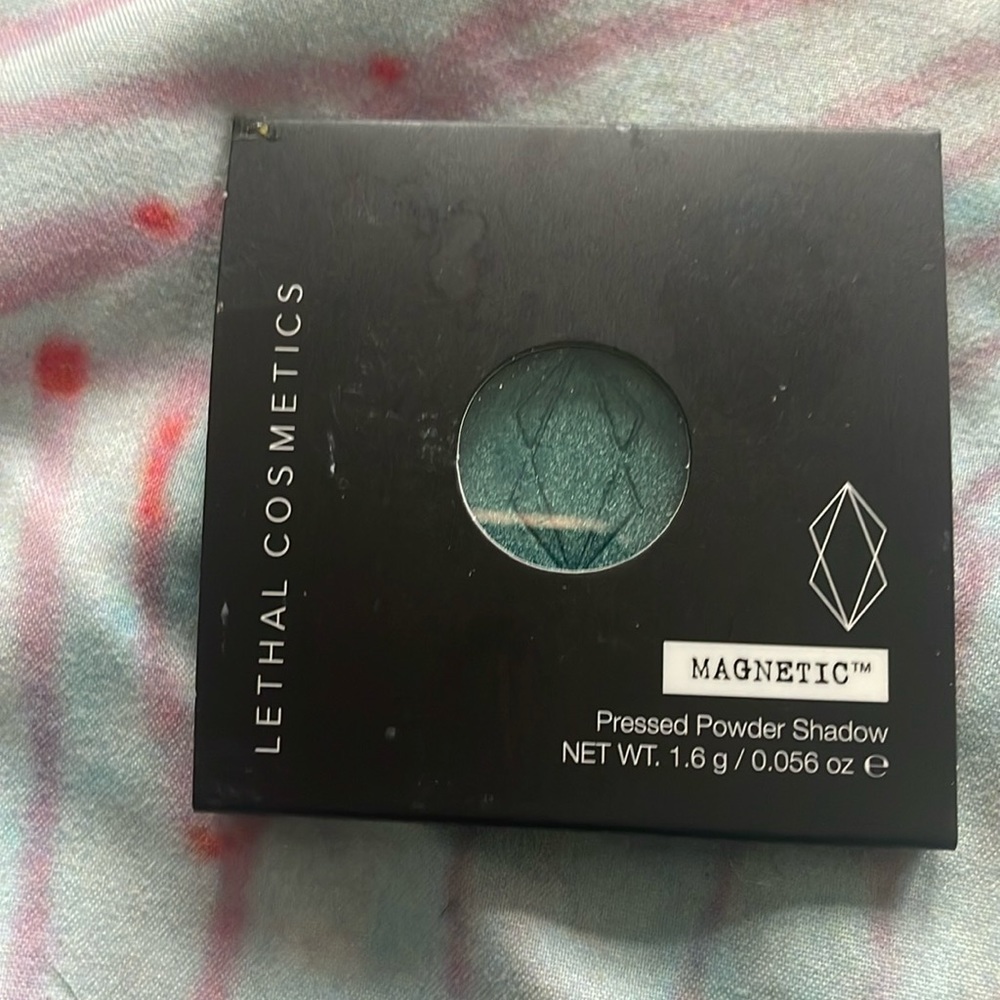 LETHAL COSMETICS
MAGNETIC™
Pressed Powder Shadow
NET WT. 1.6 g / 0.056 oz ℮